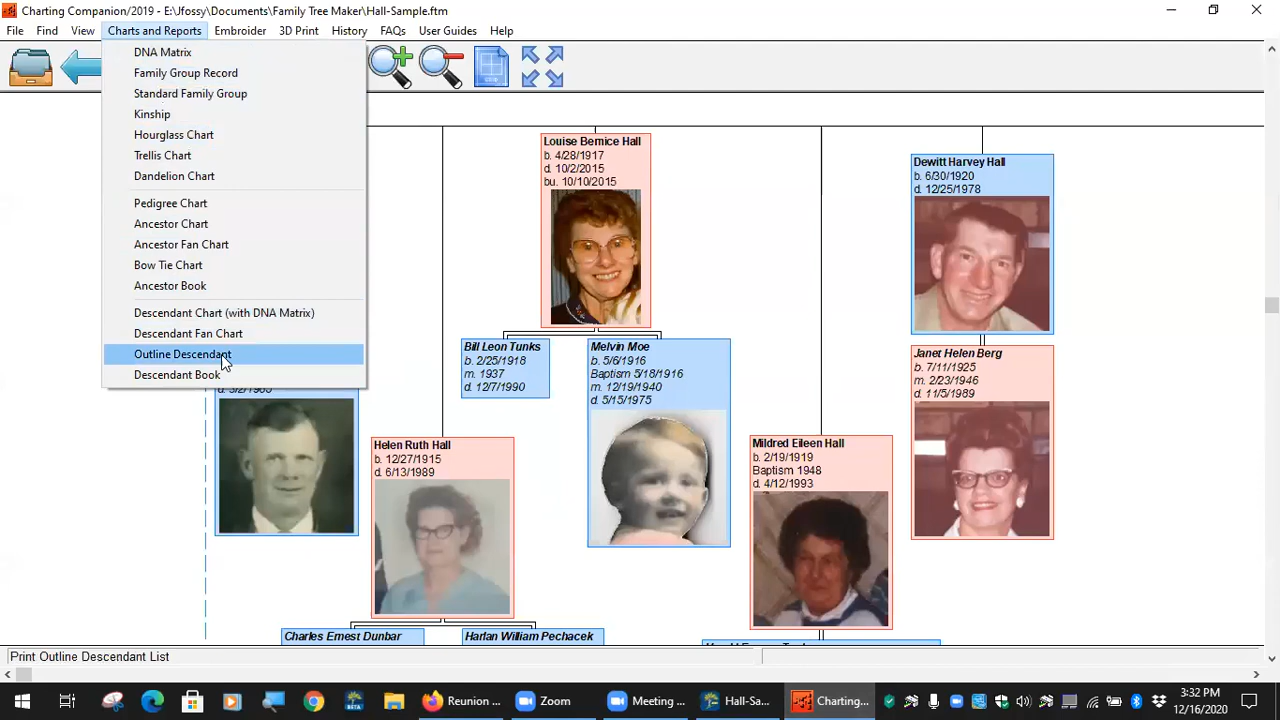 Charting Companion/2019 - E:\Jfossy\Documents\Family Tree Maker\Hall-Sample.ftm
File Find View Charts and Reports Embroider 3D Print History FAQs User Guides Help
DNA Matrix
Family Group Record
Standard Family Group
Kinship
Hourglass Chart
Trellis Chart
Dandelion Chart
Pedigree Chart
Ancestor Chart
Ancestor Fan Chart
Bow Tie Chart
Ancestor Book
Descendant Chart (with DNA Matrix)
Descendant Fan Chart
Outline Descendant
Descendant Book
Louise Bernice Hall
b. 4/28/1917
d. 10/2/2015
bu. 10/10/2015
Dewitt Harvey Hall
b. 6/30/1920
d. 12/25/1978
Bill Leon Tunks
b. 2/25/1918
m. 1937
d. 12/7/1990
Melvin Moe
b. 5/6/1916
Baptism 5/18/1916
m. 12/19/1940
d. 5/15/1975
Janet Helen Berg
b. 7/11/1925
m. 2/23/1946
d. 11/5/1989
Helen Ruth Hall
b. 12/27/1915
d. 6/13/1989
Mildred Eileen Hall
b. 2/19/1919
Baptism 1948
d. 4/12/1993
Charles Ernest Dunbar
Harlan William Pechacek
Print Outline Descendant List
BETA
Reunion ...
Zoom
Meeting ...
Hall-Sa...
Charting...
3:32 PM
12/16/2020